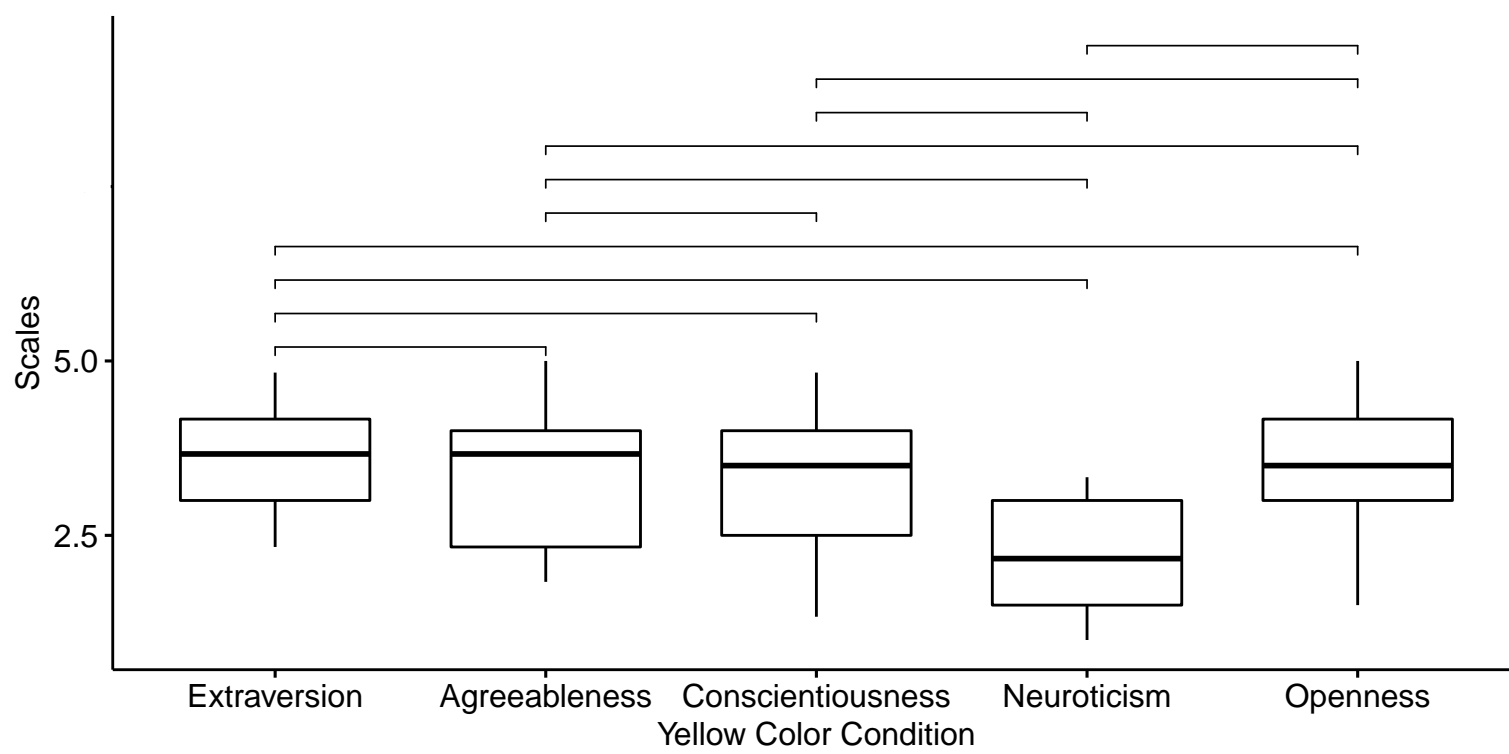 Scales
5.0
2.5
Extraversion Agreeableness Conscientiousness Neuroticism Openness
Yellow Color Condition